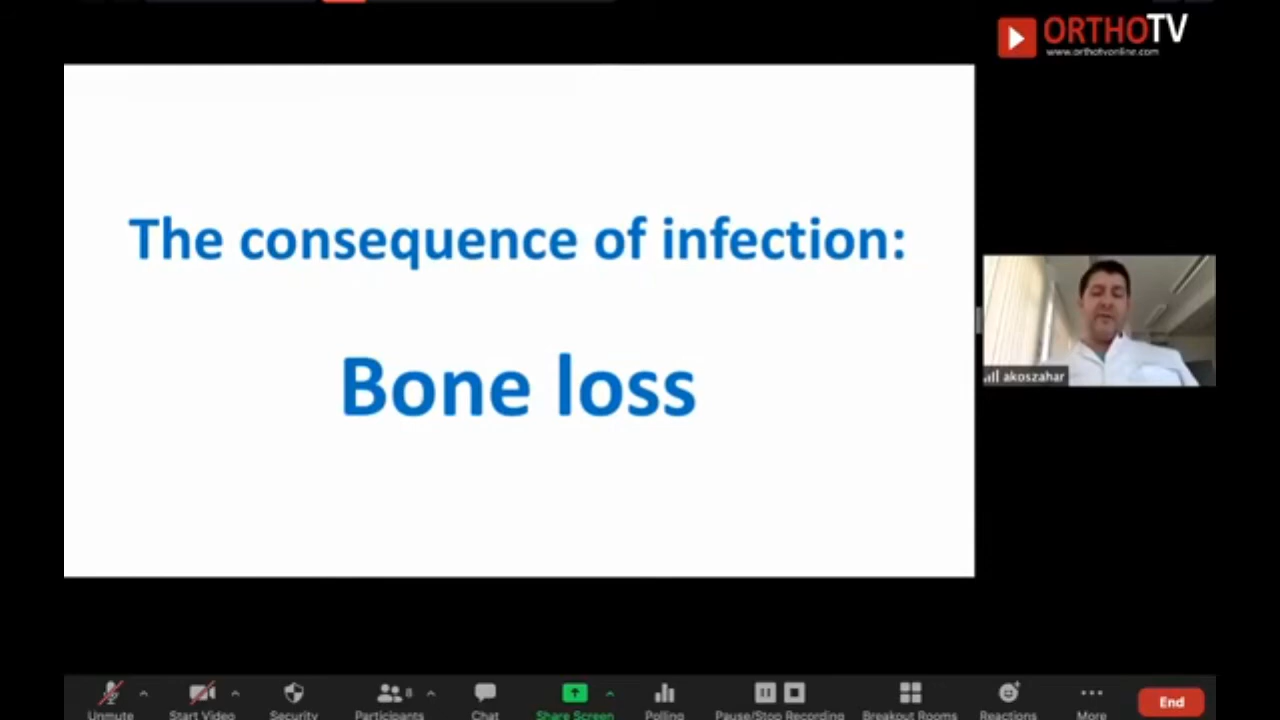 ORTHOTV
www.orthotvonline.com
The consequence of infection:
Bone loss
akoszahar
8
Unmute
Start Video
Security
Participants
Chat
Share Screen
Polling
Pause/Stop Recording
Breakout Rooms
Reactions
More
End